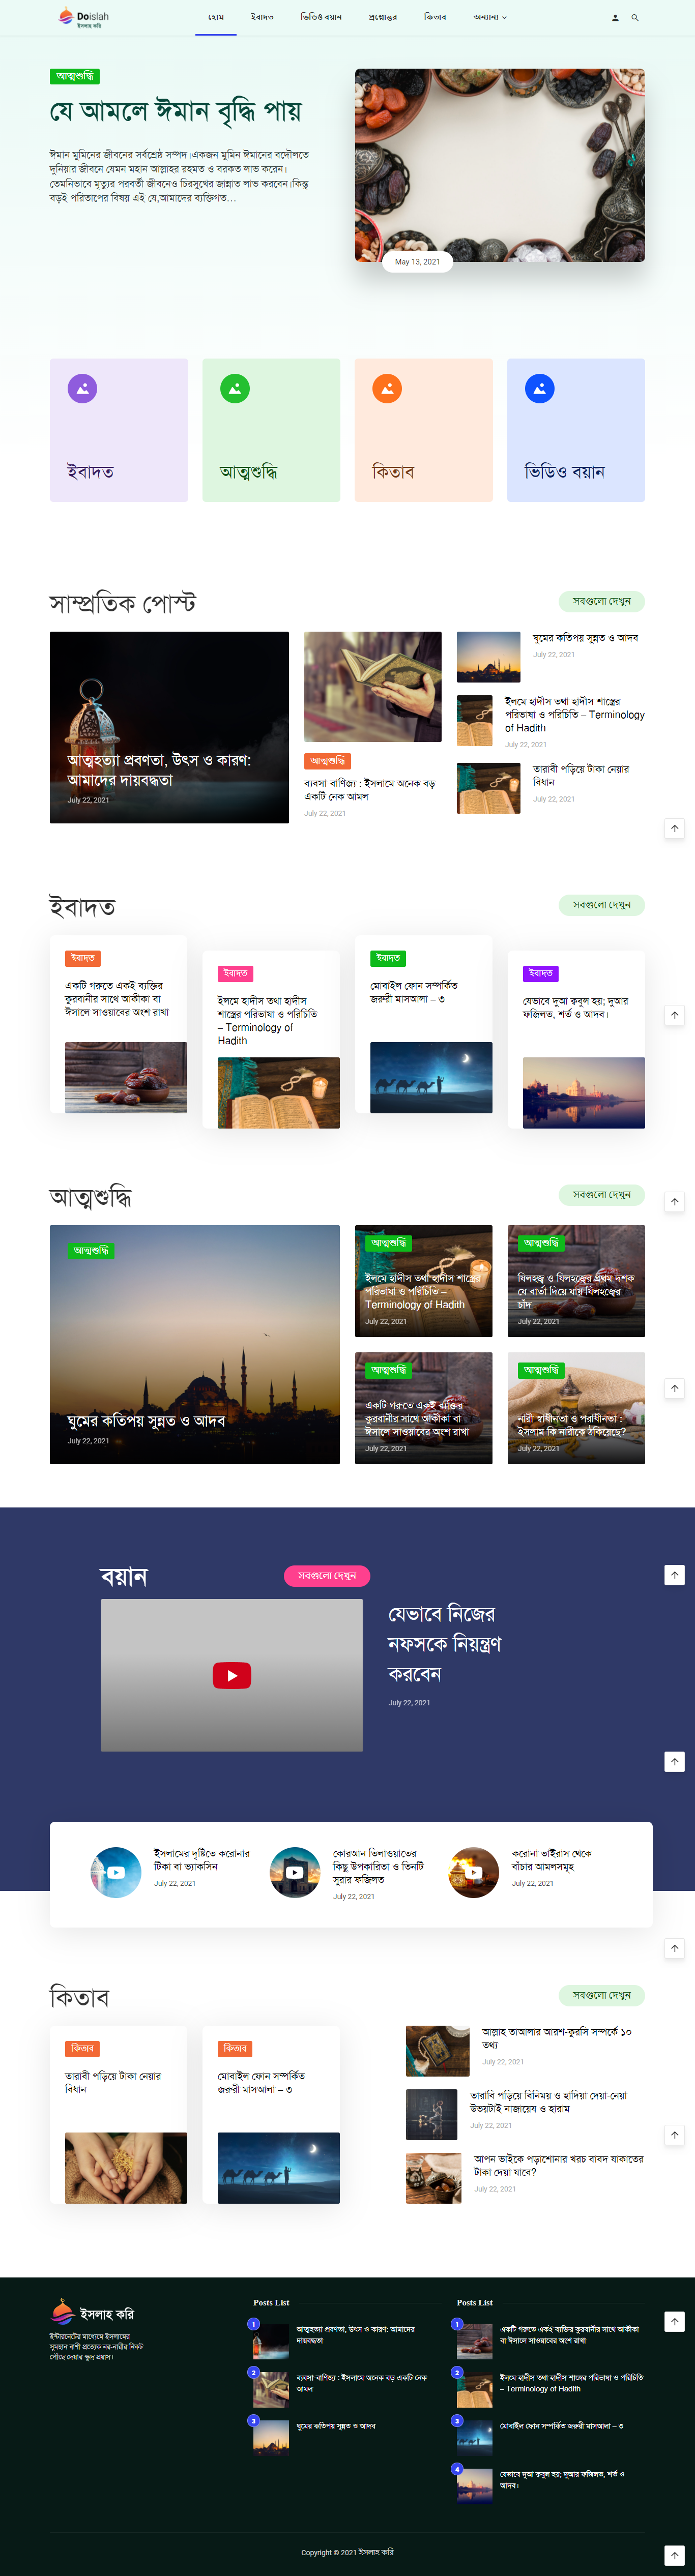 Doislah
ইসলাহ করি
হোম
ইবাদত
ভিডিও বয়ান
প্রশ্নোত্তর
কিতাব
অন্যান্য
আত্মশুদ্ধি
যে আমলে ঈমান বৃদ্ধি পায়
ঈমান মুমিনের জীবনের সর্বশ্রেষ্ঠ সম্পদ।একজন মুমিন ঈমানের বদৌলতে
দুনিয়ার জীবনে যেমন মহান আল্লাহর রহমত ও বরকত লাভ করেন।
তেমনিভাবে মৃত্যুর পরবর্তী জীবনেও চিরসুখের জান্নাত লাভ করবেন।কিন্তু
বড়ই পরিতাপের বিষয় এই যে,আমাদের ব্যক্তিগত…
May 13, 2021
ইবাদত
আত্মশুদ্ধি
কিতাব
ভিডিও বয়ান
সাম্প্রতিক পোস্ট
সবগুলো দেখুন
আত্মহত্যা প্রবণতা, উৎস ও কারণ:
আমাদের দায়বদ্ধতা
July 22, 2021
আত্মশুদ্ধি
ব্যবসা-বাণিজ্য : ইসলামে অনেক বড়
একটি নেক আমল
July 22, 2021
ঘুমের কতিপয় সুন্নত ও আদব
July 22, 2021
ইলমে হাদীস তথা হাদীস শাস্ত্রের
পরিভাষা ও পরিচিতি – Terminology
of Hadith
July 22, 2021
তারাবী পড়িয়ে টাকা নেয়ার
বিধান
July 22, 2021
ইবাদত
সবগুলো দেখুন
ইবাদত
একটি গরুতে একই ব্যক্তির
কুরবানীর সাথে আকীকা বা
ঈসালে সাওয়াবের অংশ রাখা
ইবাদত
ইলমে হাদীস তথা হাদীস
শাস্ত্রের পরিভাষা ও পরিচিতি
– Terminology of
Hadith
ইবাদত
মোবাইল ফোন সম্পর্কিত
জরুরী মাসআলা – ৩
ইবাদত
যেভাবে দুআ কবুল হয়; দুআর
ফজিলত, শর্ত ও আদব।
আত্মশুদ্ধি
সবগুলো দেখুন
আত্মশুদ্ধি
ঘুমের কতিপয় সুন্নত ও আদব
July 22, 2021
আত্মশুদ্ধি
ইলমে হাদীস তথা হাদীস শাস্ত্রের
পরিভাষা ও পরিচিতি –
Terminology of Hadith
July 22, 2021
আত্মশুদ্ধি
যিলহজ্ব ও যিলহজ্বের প্রথম দশক
যে বার্তা দিয়ে যায় যিলহজ্বের
চাঁদ
July 22, 2021
আত্মশুদ্ধি
একটি গরুতে একই ব্যক্তির
কুরবানীর সাথে আকীকা বা
ঈসালে সাওয়াবের অংশ রাখা
July 22, 2021
আত্মশুদ্ধি
নারী স্বাধীনতা ও পরাধীনতা :
ইসলাম কি নারীকে ঠকিয়েছে?
July 22, 2021
বয়ান
সবগুলো দেখুন
যেভাবে নিজের
নফসকে নিয়ন্ত্রণ
করবেন
July 22, 2021
ইসলামের দৃষ্টিতে করোনার
টিকা বা ভ্যাকসিন
July 22, 2021
কোরআন তিলাওয়াতের
কিছু উপকারিতা ও তিনটি
সুরার ফজিলত
July 22, 2021
করোনা ভাইরাস থেকে
বাঁচার আমলসমূহ
July 22, 2021
কিতাব
সবগুলো দেখুন
কিতাব
তারাবী পড়িয়ে টাকা নেয়ার
বিধান
কিতাব
মোবাইল ফোন সম্পর্কিত
জরুরী মাসআলা – ৩
আল্লাহ তাআলার আরশ-কুরসি সম্পর্কে ১০
তথ্য
July 22, 2021
তারাবি পড়িয়ে বিনিময় ও হাদিয়া দেয়া-নেয়া
উভয়টাই নাজায়েয ও হারাম
July 22, 2021
আপন ভাইকে পড়াশোনার খরচ বাবদ যাকাতের
টাকা দেয়া যাবে?
July 22, 2021
ইসলাহ করি
ইন্টারনেটের মাধ্যমে ইসলামের
সুমহান বাণী প্রত্যেক নর-নারীর নিকট
পৌঁছে দেয়ার ক্ষুদ্র প্রয়াস।
Posts List
1
আত্মহত্যা প্রবণতা, উৎস ও কারণ: আমাদের
দায়বদ্ধতা
2
ব্যবসা-বাণিজ্য : ইসলামে অনেক বড় একটি নেক
আমল
3
ঘুমের কতিপয় সুন্নত ও আদব
Posts List
1
একটি গরুতে একই ব্যক্তির কুরবানীর সাথে আকীকা
বা ঈসালে সাওয়াবের অংশ রাখা
2
ইলমে হাদীস তথা হাদীস শাস্ত্রের পরিভাষা ও পরিচিতি
– Terminology of Hadith
3
মোবাইল ফোন সম্পর্কিত জরুরী মাসআলা – ৩
4
যেভাবে দুআ কবুল হয়; দুআর ফজিলত, শর্ত ও
আদব।
Copyright © 2021 ইসলাহ করি